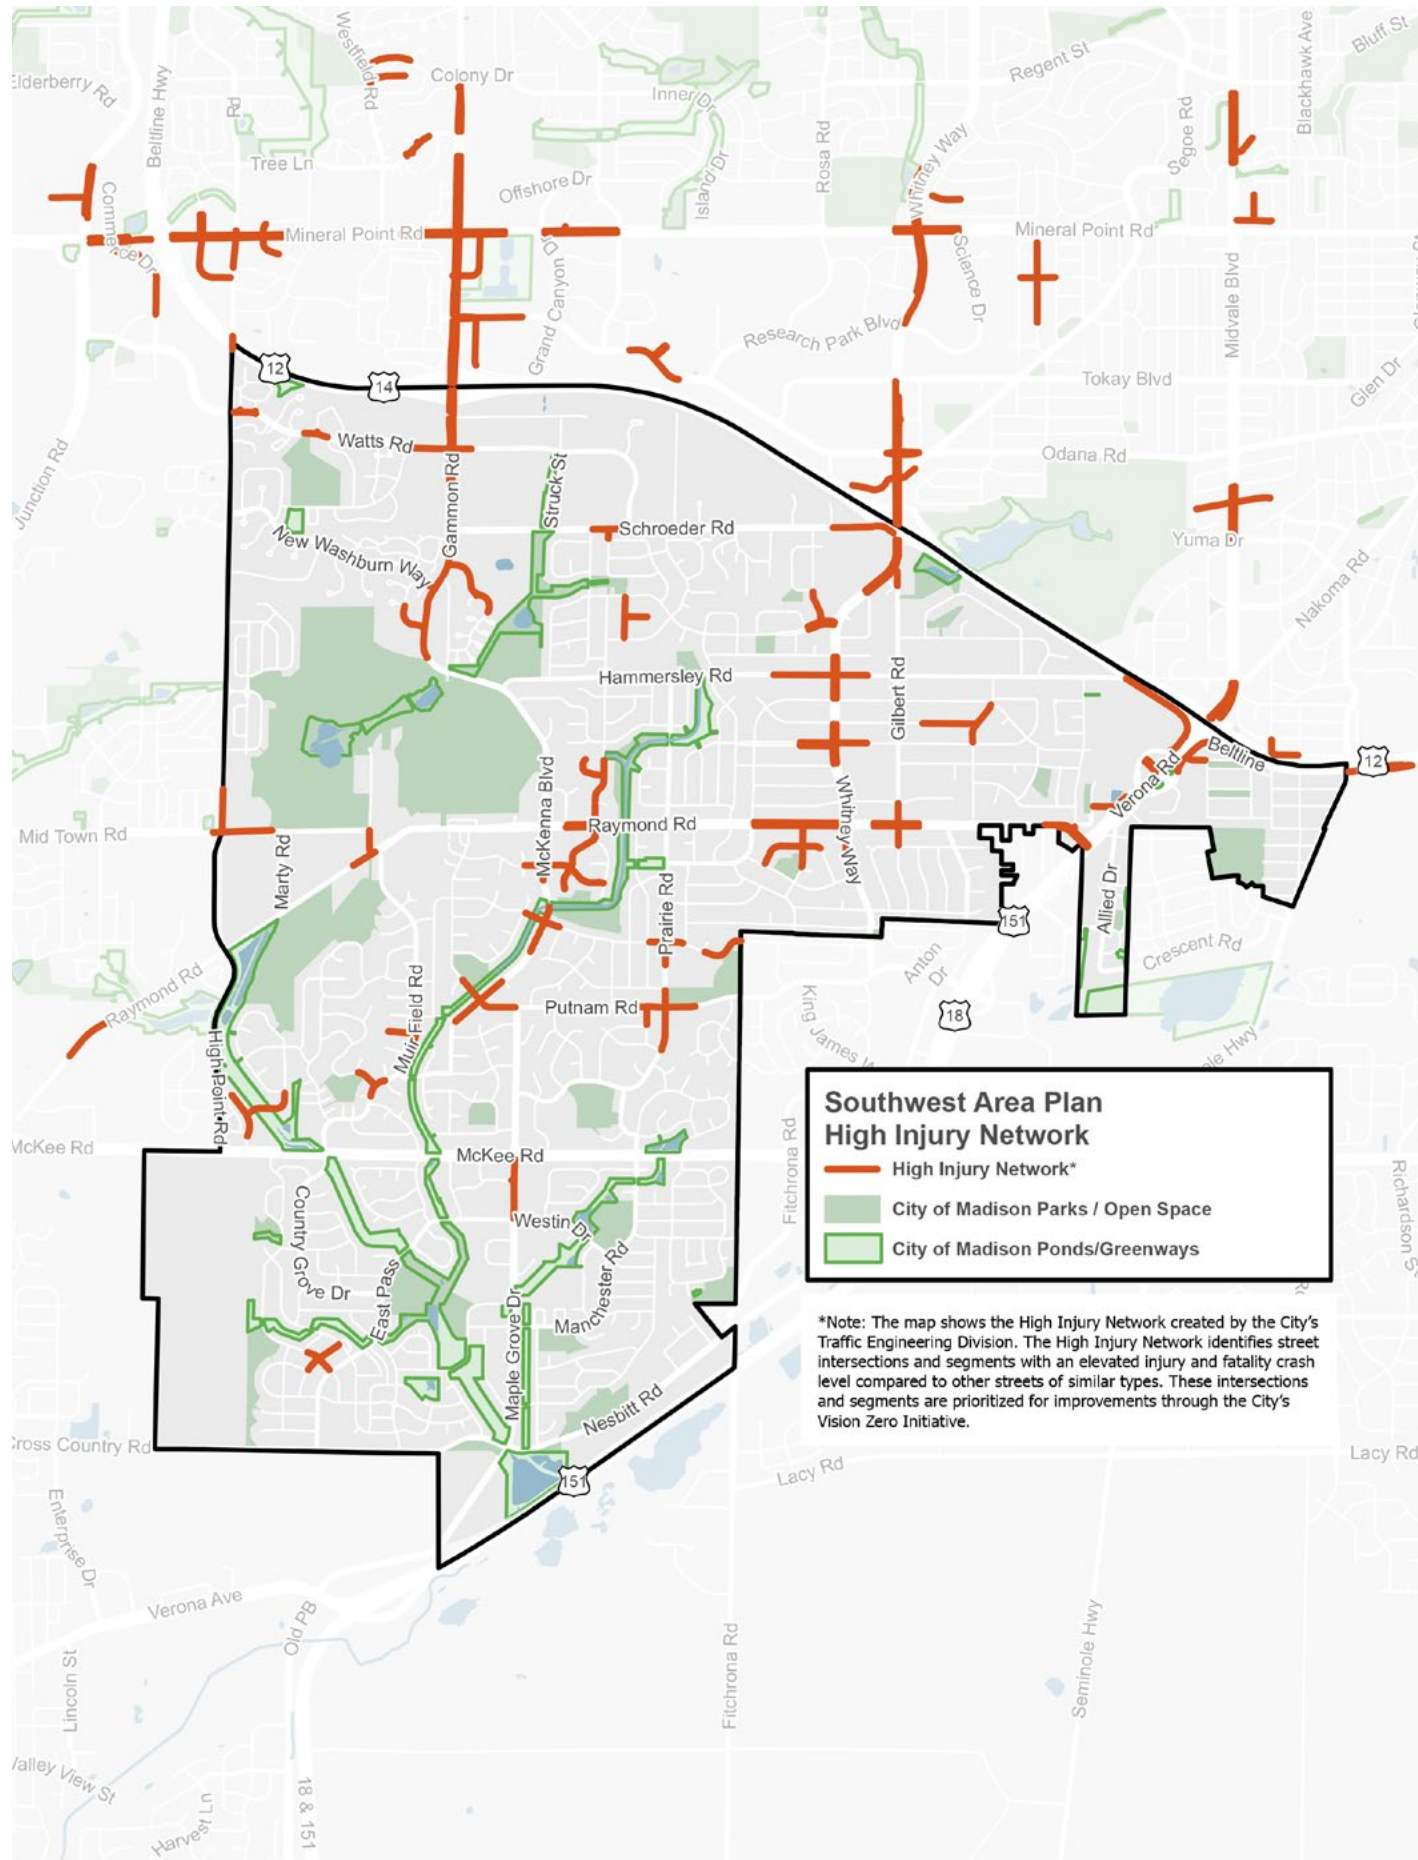 Westfield Rd
Colony Dr
Regent St
Blackhawk Ave
Bluff St
Elderberry Rd
Beltline Hwy
Rd
Inner Dr
Rosa Rd
Segoe Rd
Tree Ln
Offshore Dr
Island Dr
Whitney Way
Commerce Dr
Mineral Point Rd
Mineral Point Rd
Grand Canyon Dr
Science Dr
Midvale Blvd
Research Park Blvd
12
14
Tokay Blvd
Glen Dr
Junction Rd
Watts Rd
Gammon Rd
Struck St
Odana Rd
Schroeder Rd
New Washburn Way
Yuma Dr
Nakoma Rd
Hammersley Rd
Gilbert Rd
Beltline
12
McKenna Blvd
Whitney Way
Verona Rd
Mid Town Rd
Marty Rd
Raymond Rd
Prairie Rd
Allied Dr
151
Raymond Rd
Muir Field Rd
Anton
Dr
Crescent Rd
Putnam Rd
King James W
18
High Point Rd
ole Hwy
McKee Rd
McKee Rd
Fitchrona Rd
Richardson S
Southwest Area Plan
High Injury Network
High Injury Network*
City of Madison Parks / Open Space
City of Madison Ponds/Greenways
Country Grove Dr
Westin Dr
Manchester Rd
East Pass
Maple Grove Dr
*Note: The map shows the High Injury Network created by the City's
Traffic Engineering Division. The High Injury Network identifies street
intersections and segments with an elevated injury and fatality crash
level compared to other streets of similar types. These intersections
and segments are prioritized for improvements through the City's
Vision Zero Initiative.
Nesbitt Rd
Cross Country Rd
151
Lacy Rd
Lacy Rd
Enterprise Dr
Verona Ave
Old PB
Lincoln St
Fitchrona Rd
Seminole Hwy
Valley View St
Harvest Ln
18 & 151